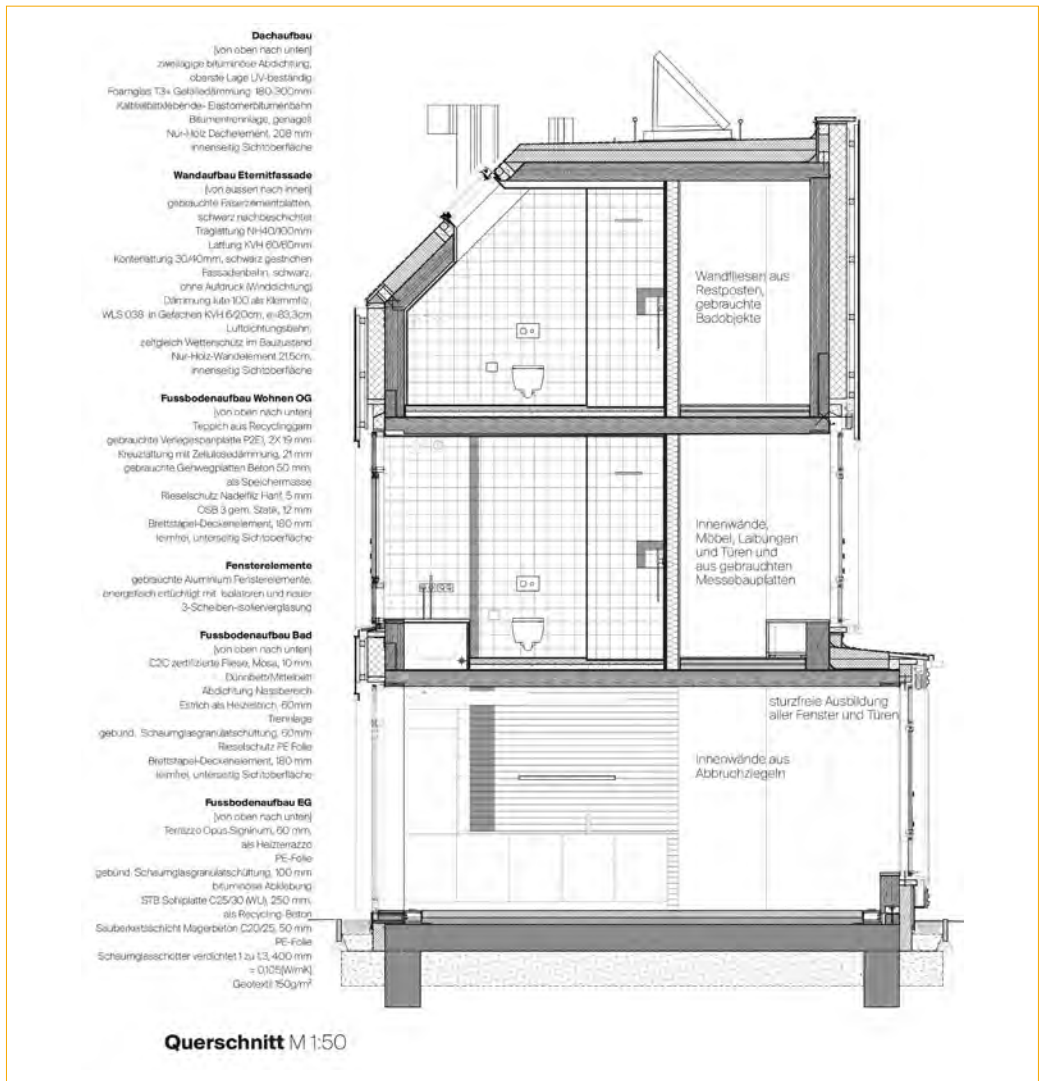 Dachaufbau
(von oben nach unten)
zweilagige bituminöse Abdichtung,
oberste Lage UV-beständig
Foamglas T3+ Gefälledämmung 180-300mm
Kaltselbstklebende- Elastomerbitumenbahn
Bitumentrennlage, genagelt
Nur-Holz Dachelement, 208 mm
innenseitig Sichtoberfläche
Wandaufbau Eternitfassade
(von aussen nach innen)
gebrauchte Faserzementplatten,
schwarz nachbeschichtet
Traglattung NH40/100mm
Lattung KVH 60/60mm
Konterlattung 30/40mm, schwarz gestrichen
Fassadenbahn, schwarz,
ohne Aufdruck (Winddichtung)
Dämmung Jute 100 als Klemmfilz,
WLS 038 in Gefachen KVH 6/20cm, e=83,3cm
Luftdichtungsbahn,
zeitgleich Wetterschutz im Bauzustand
Nur-Holz-Wandelement 21,5cm,
innenseitig Sichtoberfläche
Fussbodenaufbau Wohnen OG
(von oben nach unten)
Teppich aus Recyclinggarn
gebrauchte Verlegespanplatte P2E1, 2X 19 mm
Kreuzlattung mit Zellulosedämmung, 21 mm
gebrauchte Gehwegplatten Beton 50 mm,
als Speichermasse
Rieselschutz Nadelfilz Hanf, 5 mm
OSB 3 gem. Statik, 12 mm
Brettstapel-Deckenelement, 180 mm
leimfrei, unterseitig Sichtoberfläche
Fensterelemente
gebrauchte Aluminium Fensterelemente,
energetisch ertüchtigt mit Isolatoren und neuer
3-Scheiben-Isolierverglasung
Fussbodenaufbau Bad
(von oben nach unten)
C2C zertifizierte Fliese, Mosa, 10 mm
Dünnbett/Mittelbett
Abdichtung Nassbereich
Estrich als Heizestrich, 60mm
Trennlage
gebund. Schaumglasgranulatschüttung, 60mm
Rieselschutz PE Folie
Brettstapel-Deckenelement, 180 mm
leimfrei, unterseitig Sichtoberfläche
Fussbodenaufbau EG
(von oben nach unten)
Terrazzo Opus Signinum, 60 mm,
als Heizterrazzo
PE-Folie
gebund. Schaumglasgranulatschüttung, 100 mm
bituminöse Abklebung
STB Sohlplatte C25/30 (WU), 250 mm,
als Recycling-Beton
Sauberkeitsschicht Magerbeton C20/25, 50 mm
PE-Folie
Schaumglasschotter verdichtet 1 zu 1,3, 400 mm
= 0,105(W/mK)
Geotextil 150g/m²
Wandfliesen aus
Restposten,
gebrauchte
Badobjekte
Innenwände,
Möbel, Laibungen
und Türen und
aus gebrauchten
Messebauplatten
sturzfreie Ausbildung
aller Fenster und Türen
Innenwände aus
Abbruchziegeln
Querschnitt M 1:50